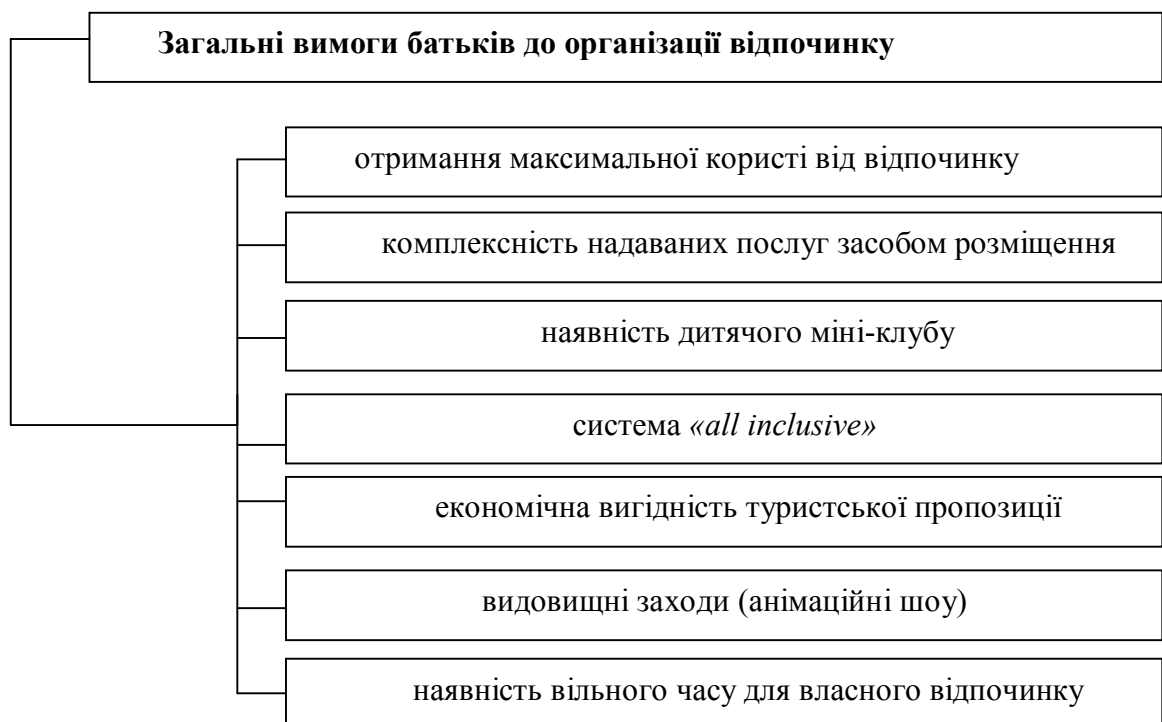 Загальні вимоги батьків до організації відпочинку
отримання максимальної користі від відпочинку
комплексність надаваних послуг засобом розміщення
наявність дитячого міні-клубу
система «all inclusive»
економічна вигідність туристської пропозиції
видовищні заходи (анімаційні шоу)
наявність вільного часу для власного відпочинку